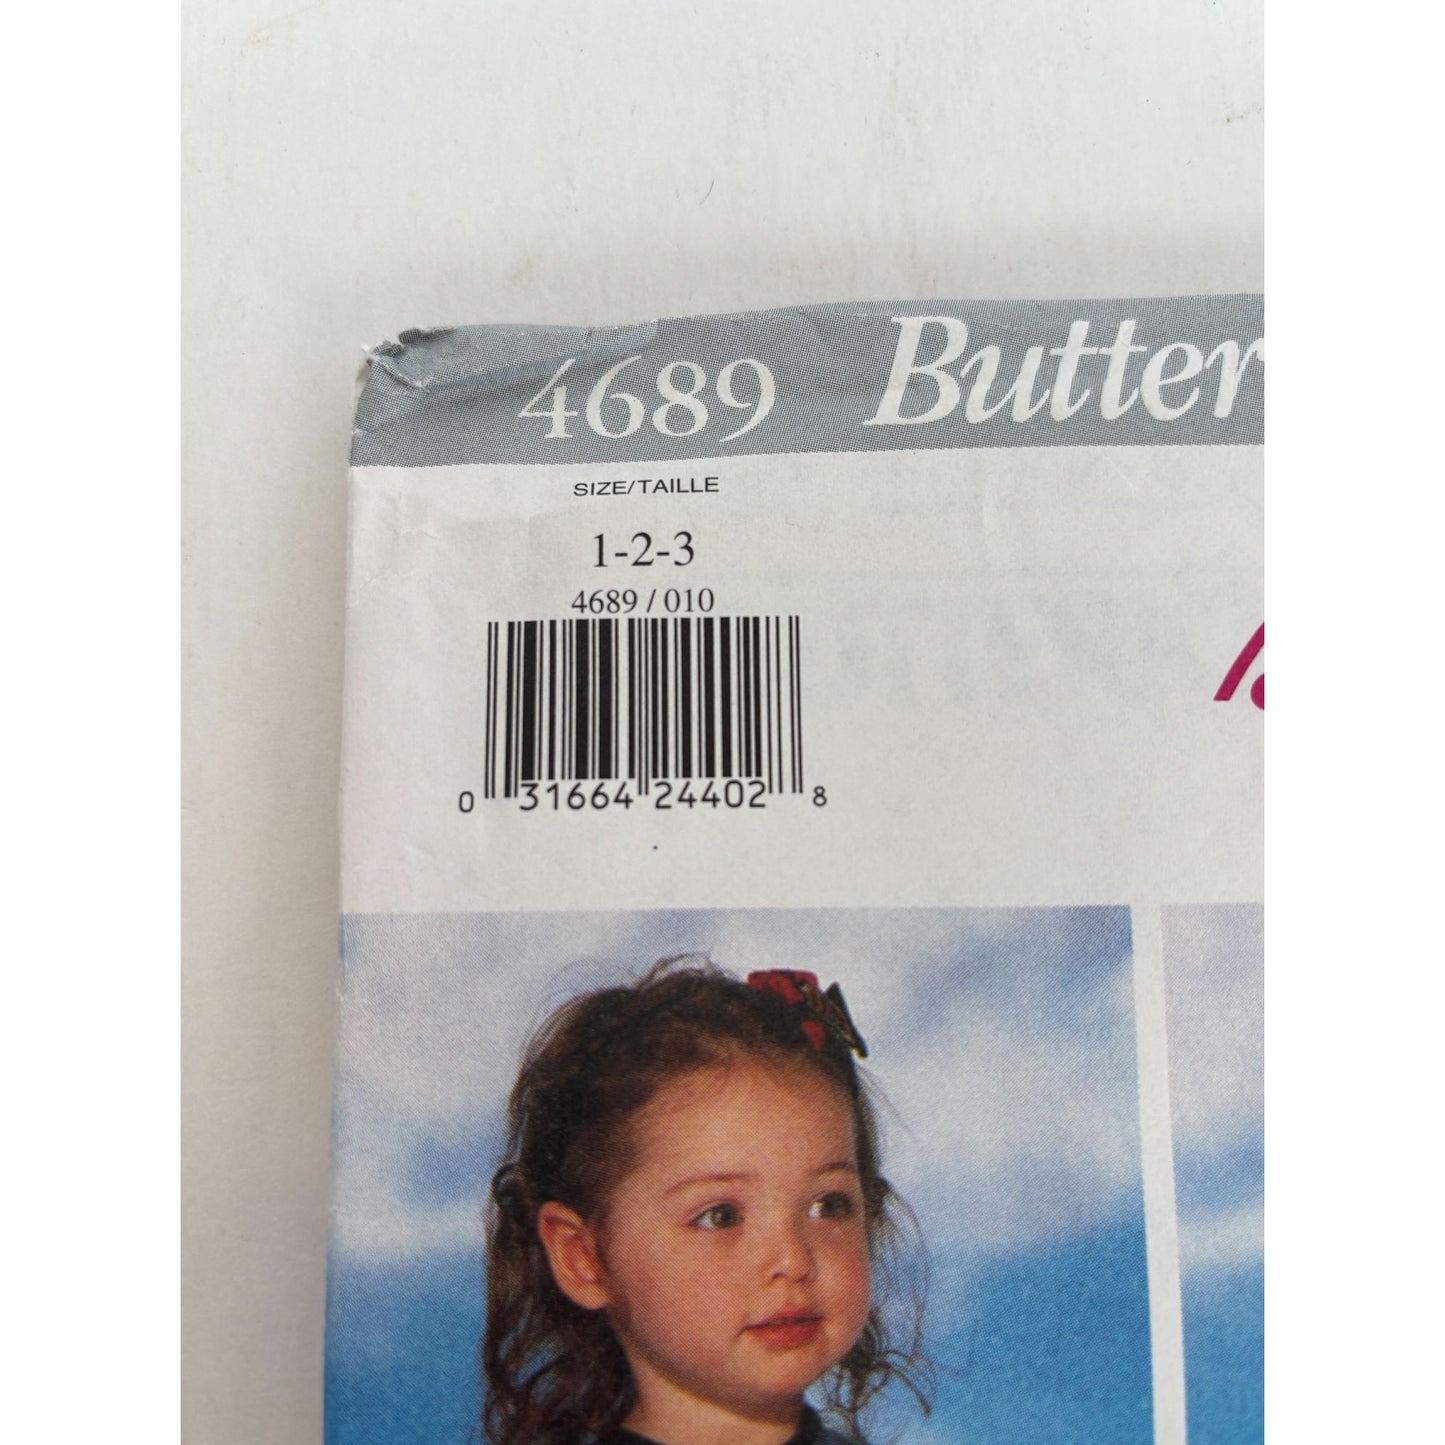 4689 Butter
SIZE/TAILLE
1-2-3
4689 / 010
0 31664 24402 8